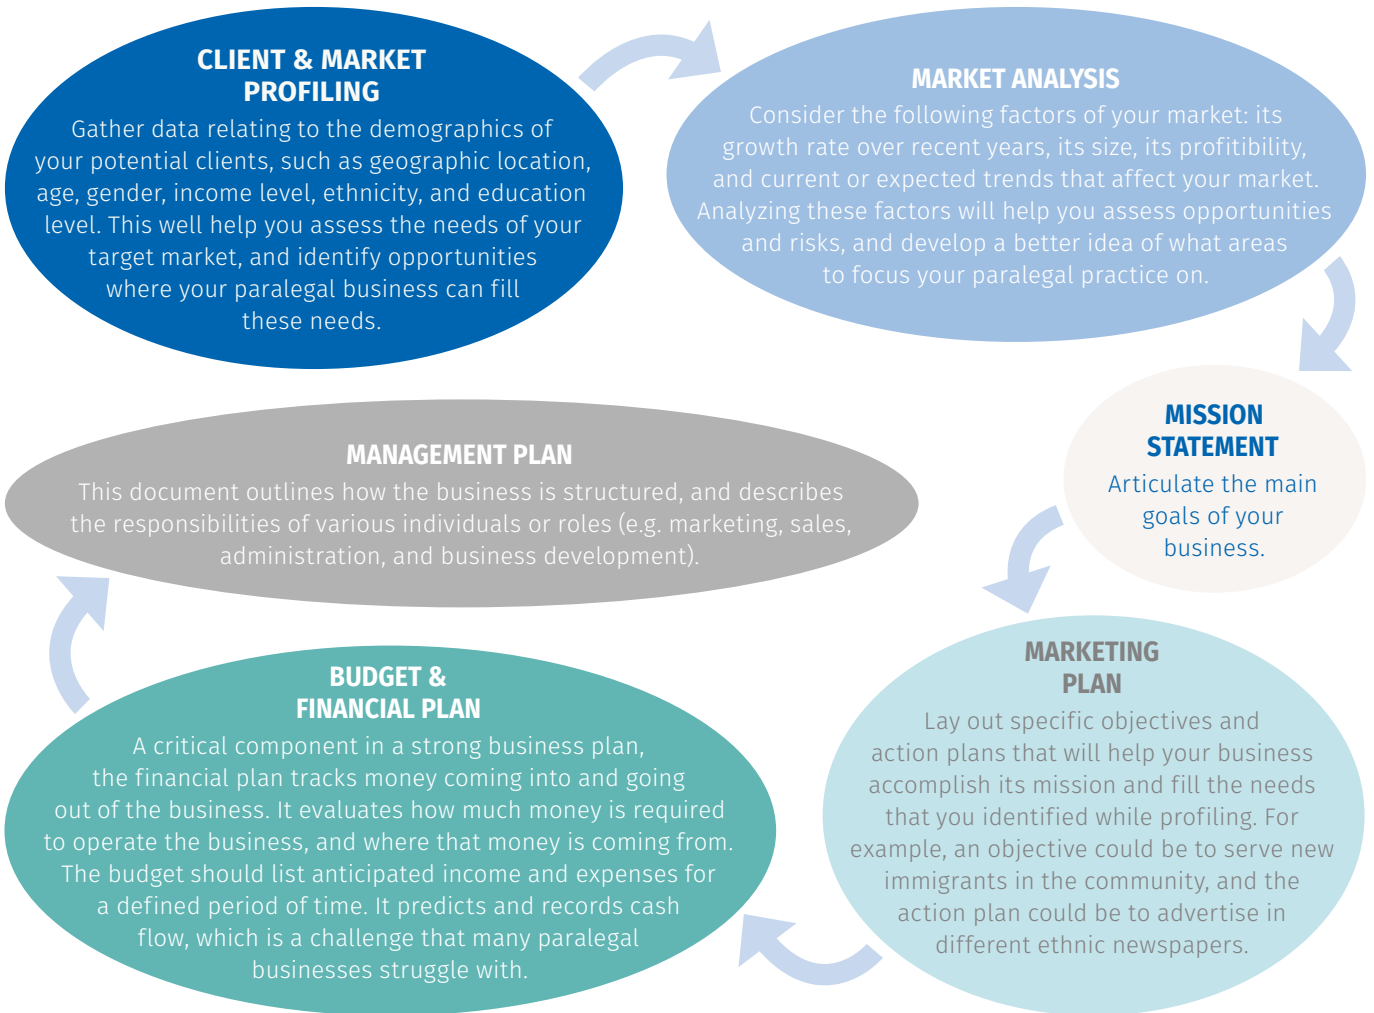 CLIENT & MARKET
PROFILING
Gather data relating to the demographics of
your potential clients, such as geographic location,
age, gender, income level, ethnicity, and education
level. This well help you assess the needs of your
target market, and identify opportunities
where your paralegal business can fill
these needs.
MARKET ANALYSIS
Consider the following factors of your market: its
growth rate over recent years, its size, its profitibility,
and current or expected trends that affect your market.
Analyzing these factors will help you assess opportunities
and risks, and develop a better idea of what areas
to focus your paralegal practice on.
MISSION
STATEMENT
Articulate the main
goals of your
business.
MARKETING
PLAN
Lay out specific objectives and
action plans that will help your business
accomplish its mission and fill the needs
that you identified while profiling. For
example, an objective could be to serve new
immigrants in the community, and the
action plan could be to advertise in
different ethnic newspapers.
BUDGET &
FINANCIAL PLAN
A critical component in a strong business plan,
the financial plan tracks money coming into and going
out of the business. It evaluates how much money is required
to operate the business, and where that money is coming from.
The budget should list anticipated income and expenses for
a defined period of time. It predicts and records cash
flow, which is a challenge that many paralegal
businesses struggle with.
MANAGEMENT PLAN
This document outlines how the business is structured, and describes
the responsibilities of various individuals or roles (e.g. marketing, sales,
administration, and business development).